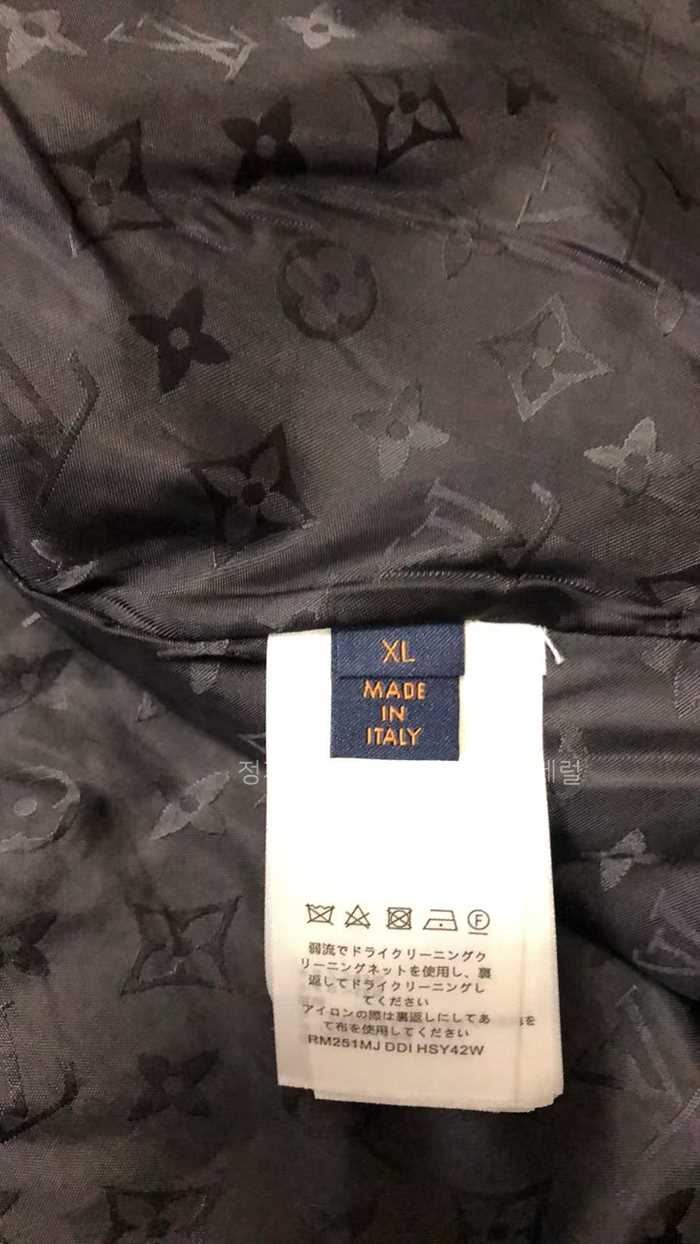 XL
MADE
IN
ITALY
弱流でドライクリーニングク
リーニングネットを使用し、裏
返してドライクリーニングし
てください
アイロンの際は裏返しにしてあ
て布を使用してください
RM251MJ DDI HSY42W